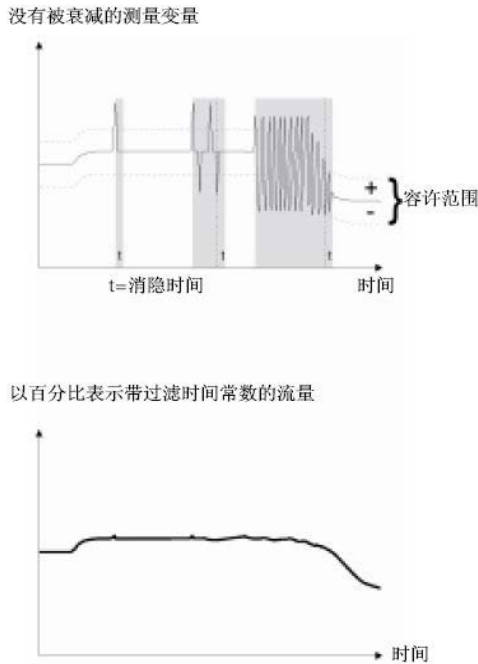 没有被衰减的测量变量
+
容许范围
-
t
t
t
t=消隐时间
时间
以百分比表示带过滤时间常数的流量
时间